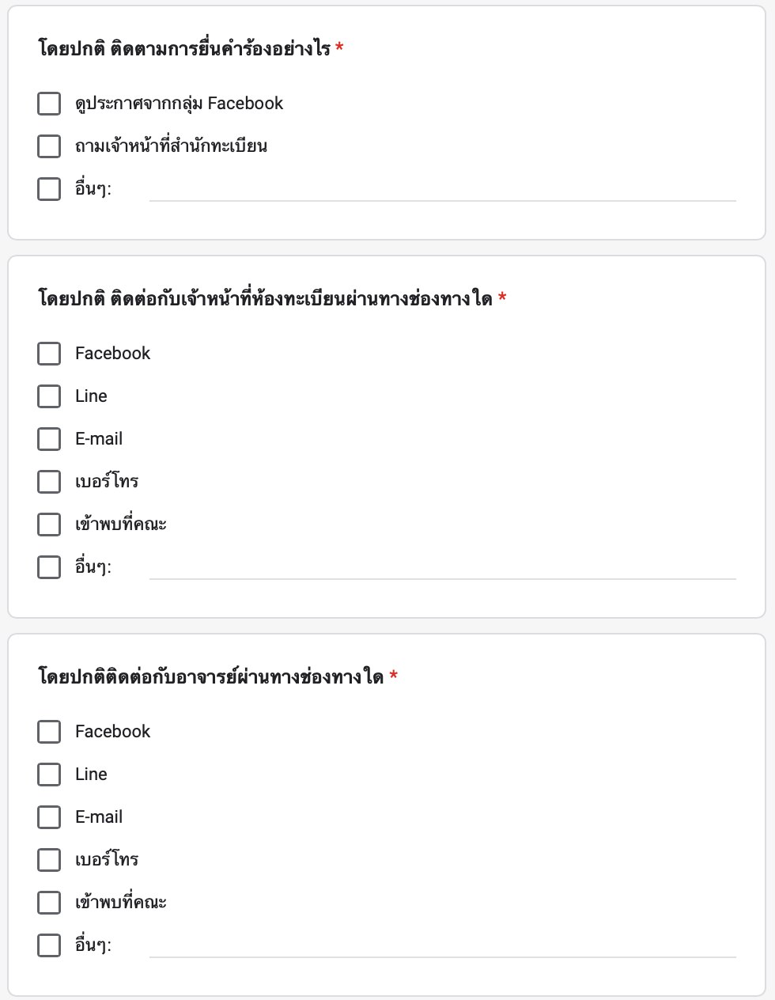 โดยปกติ ติดตามการยื่นคำร้องอย่างไร *
ดูประกาศจากกลุ่ม Facebook
ถามเจ้าหน้าที่สำนักทะเบียน
อื่นๆ:
โดยปกติ ติดต่อกับเจ้าหน้าที่ห้องทะเบียนผ่านทางช่องทางใด *
Facebook
Line
E-mail
เบอร์โทร
เข้าพบที่คณะ
อื่นๆ:
โดยปกติติดต่อกับอาจารย์ผ่านทางช่องทางใด *
Facebook
Line
E-mail
เบอร์โทร
เข้าพบที่คณะ
อื่นๆ: